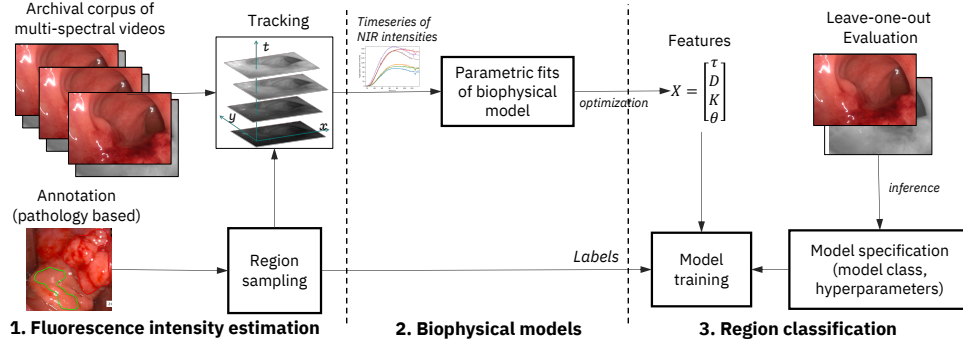 Archival corpus of
multi-spectral videos
Tracking
t
y
x
Timeseries of
NIR intensities
Parametric fits
of biophysical
model
optimization
Features
X = [τ
D
K
θ]
Leave-one-out
Evaluation
inference
Annotation
(pathology based)
Region
sampling
Labels
Model
training
Model specification
(model class,
hyperparameters)
1. Fluorescence intensity estimation
2. Biophysical models
3. Region classification